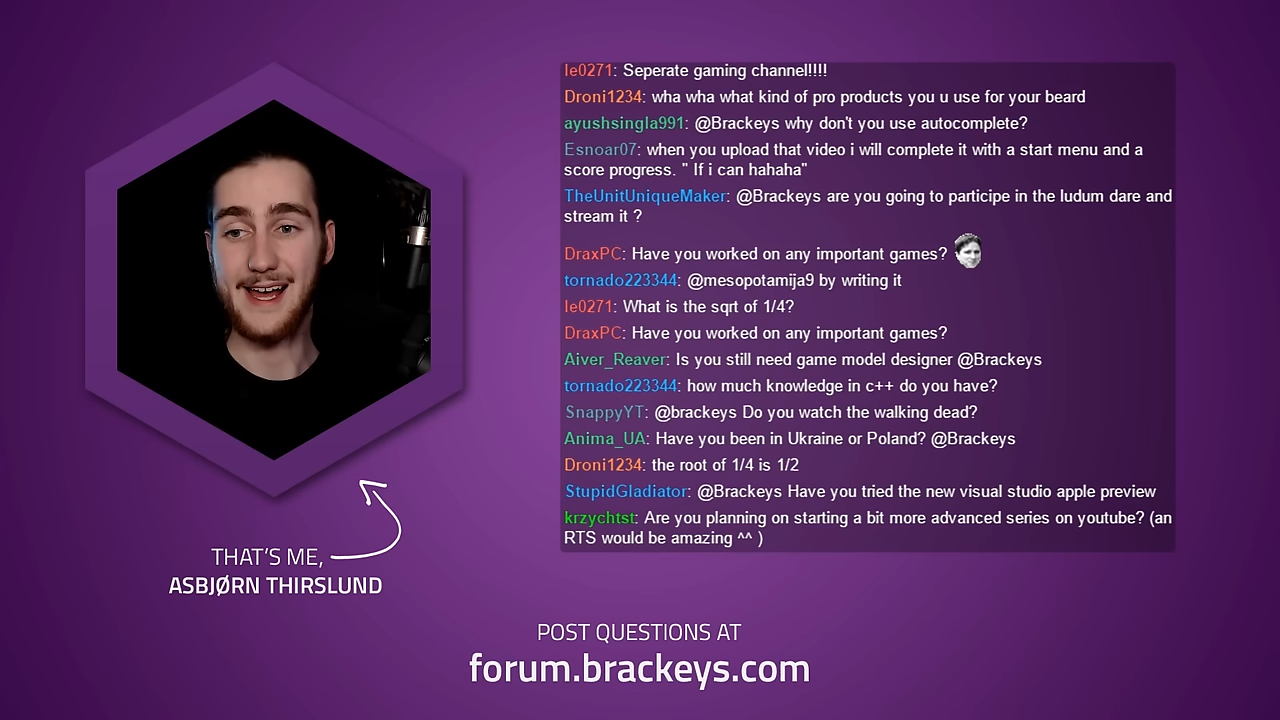 le0271: Seperate gaming channel!!!!
Droni1234: wha wha what kind of pro products you u use for your beard
ayushsingla991: @Brackeys why don't you use autocomplete?
Esnoar07: when you upload that video i will complete it with a start menu and a
score progress. " If i can hahaha"
TheUnitUniqueMaker: @Brackeys are you going to participe in the ludum dare and
stream it ?
DraxPC: Have you worked on any important games?
tornado223344: @mesopotamija9 by writing it
le0271: What is the sqrt of 1/4?
DraxPC: Have you worked on any important games?
Aiver_Reaver: Is you still need game model designer @Brackeys
tornado223344: how much knowledge in c++ do you have?
SnappyYT: @brackeys Do you watch the walking dead?
Anima_UA: Have you been in Ukraine or Poland? @Brackeys
Droni1234: the root of 1/4 is 1/2
StupidGladiator: @Brackeys Have you tried the new visual studio apple preview
krzychtst: Are you planning on starting a bit more advanced series on youtube? (an
RTS would be amazing ^^ )
THAT'S ME,
ASBJØRN THIRSLUND
POST QUESTIONS AT
forum.brackeys.com